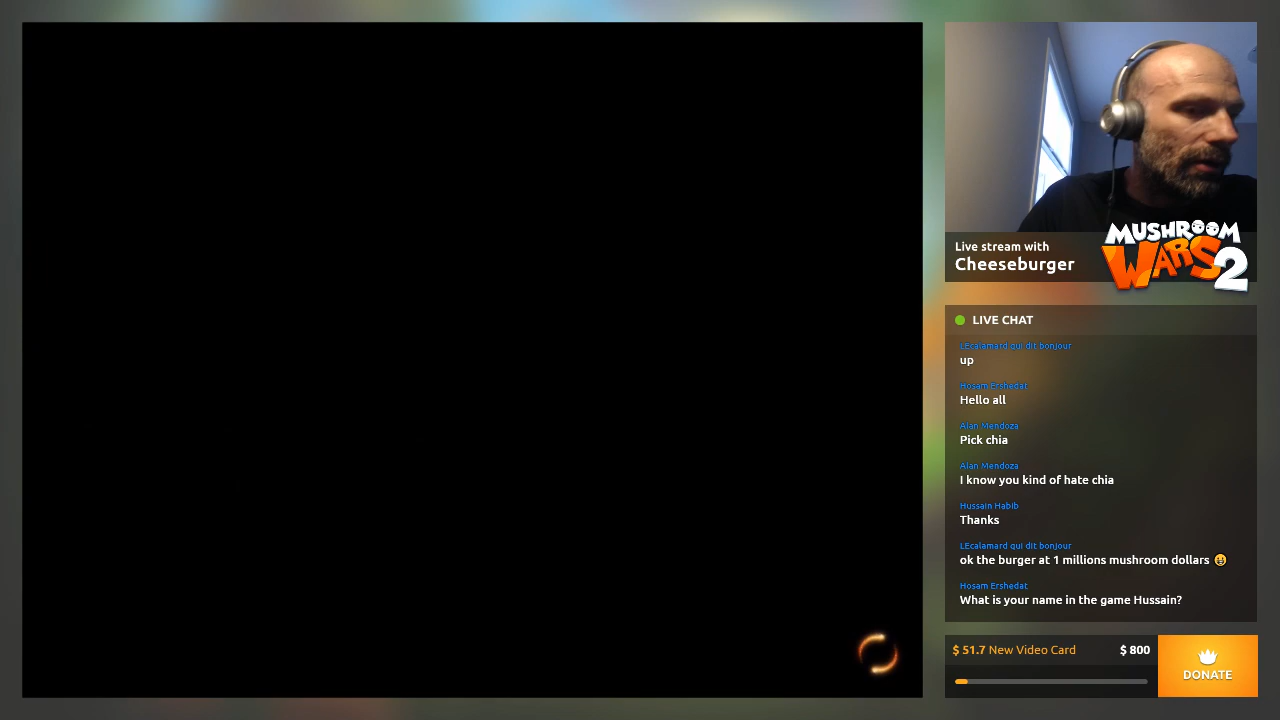 Live stream with
Cheeseburger
MUSHROOM
WARS
2
LIVE CHAT
LEcalamard qui dit bonjour
up
Hosam Ershedat
Hello all
Alan Mendoza
Pick chia
Alan Mendoza
I know you kind of hate chia
Hussain Habib
Thanks
LEcalamard qui dit bonjour
ok the burger at 1 millions mushroom dollars
Hosam Ershedat
What is your name in the game Hussain?
$ 51.7 New Video Card $ 800
DONATE